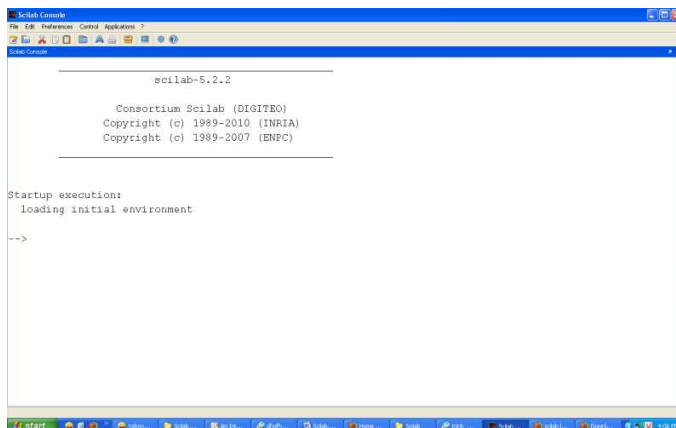 Scilab Console
File Edit Preferences Control Applications ?
Scilab Console
scilab-5.2.2
Consortium Scilab (DIGITEO)
Copyright (c) 1989-2010 (INRIA)
Copyright (c) 1989-2007 (ENPC)
Startup execution:
loading initial environment
-->
start